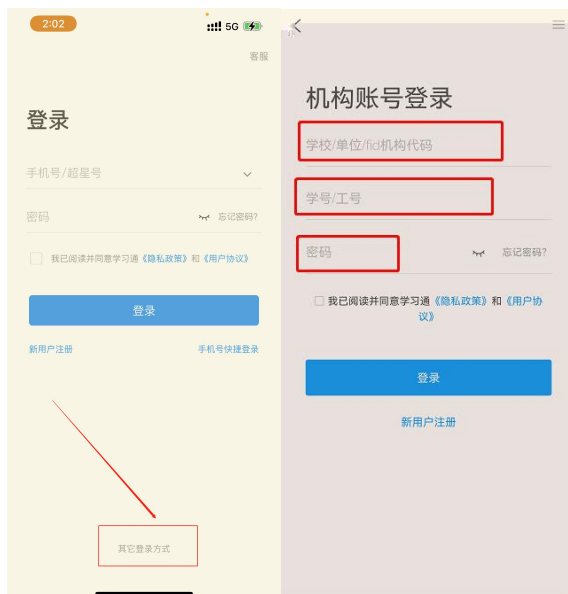 2:02
5G
客服
登录
手机号/超星号
密码
忘记密码?
我已阅读并同意学习通《隐私政策》和《用户协议》
登录
新用户注册
手机号快捷登录
其它登录方式
机构账号登录
学校/单位/fid机构代码
学号/工号
密码
忘记密码?
我已阅读并同意学习通《隐私政策》和《用户协
议》
登录
新用户注册